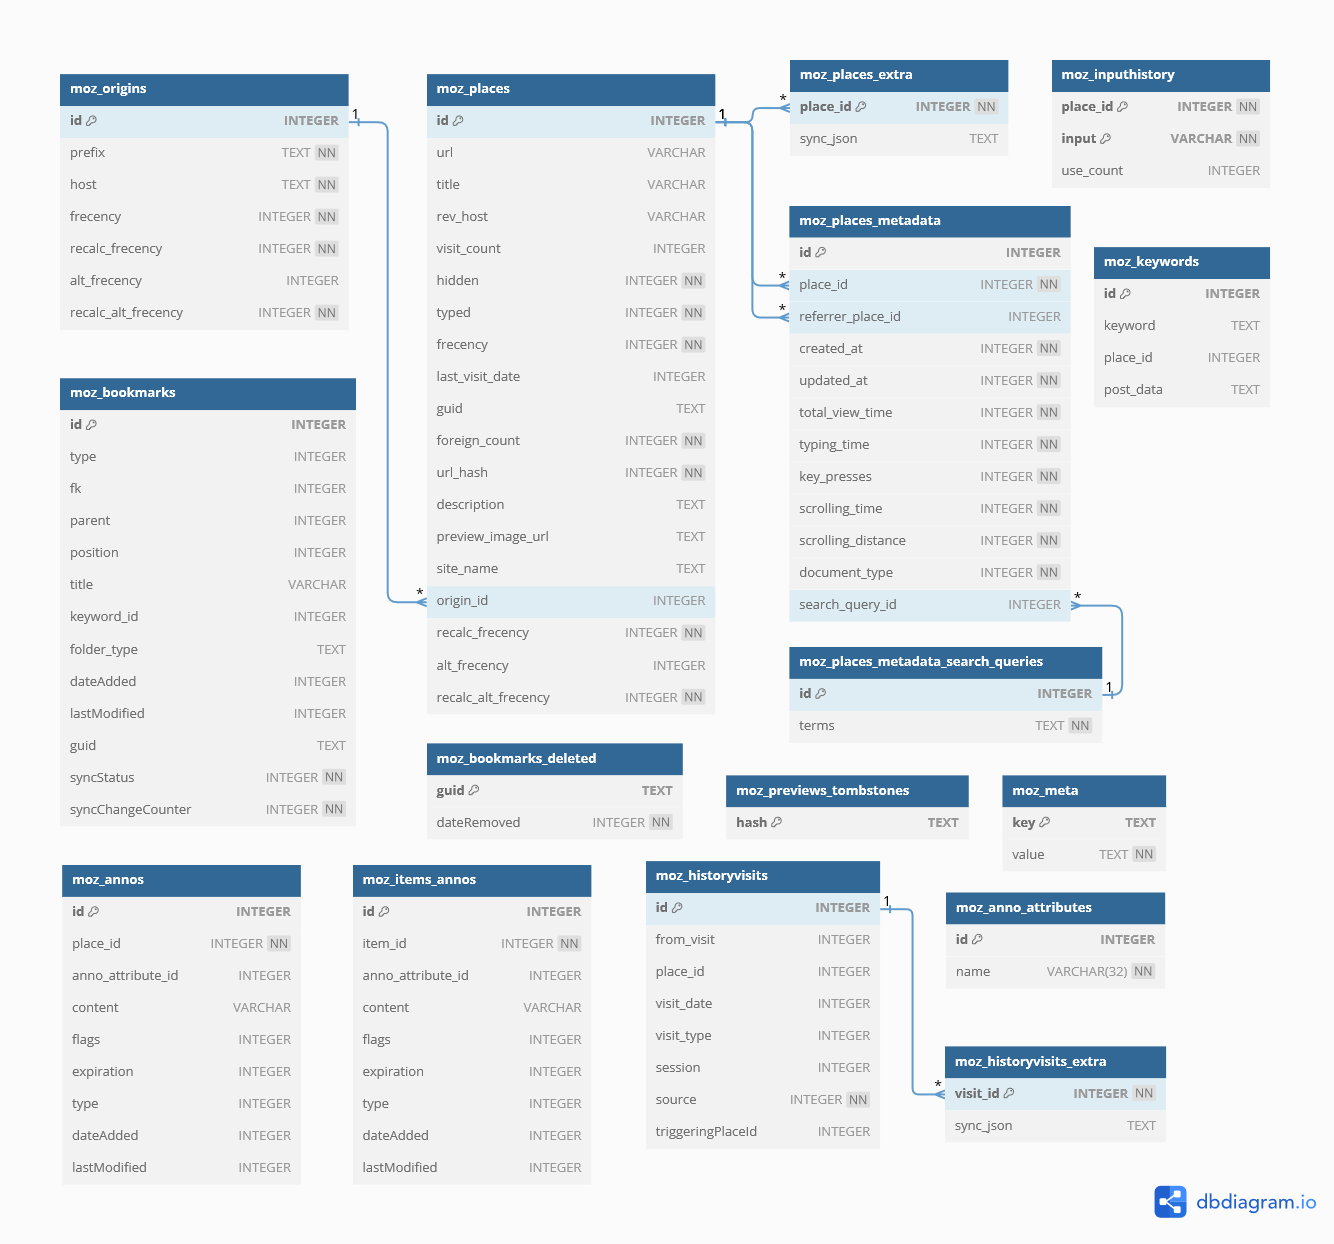 moz_origins
id INTEGER
prefix TEXT NN
host TEXT NN
frecency INTEGER NN
recalc_frecency INTEGER NN
alt_frecency INTEGER
recalc_alt_frecency INTEGER NN
1
moz_bookmarks
id INTEGER
type INTEGER
fk INTEGER
parent INTEGER
position INTEGER
title VARCHAR
keyword_id INTEGER
folder_type TEXT
dateAdded INTEGER
lastModified INTEGER
guid TEXT
syncStatus INTEGER NN
syncChangeCounter INTEGER NN
moz_places
id INTEGER
url VARCHAR
title VARCHAR
rev_host VARCHAR
visit_count INTEGER
hidden INTEGER NN
typed INTEGER NN
frecency INTEGER NN
last_visit_date INTEGER
guid TEXT
foreign_count INTEGER NN
url_hash INTEGER NN
description TEXT
preview_image_url TEXT
site_name TEXT
* origin_id INTEGER
recalc_frecency INTEGER NN
alt_frecency INTEGER
recalc_alt_frecency INTEGER NN
1
moz_places_extra
* place_id INTEGER NN
sync_json TEXT
moz_inputhistory
place_id INTEGER NN
input VARCHAR NN
use_count INTEGER
moz_places_metadata
id INTEGER
* place_id INTEGER NN
* referrer_place_id INTEGER
created_at INTEGER NN
updated_at INTEGER NN
total_view_time INTEGER NN
typing_time INTEGER NN
key_presses INTEGER NN
scrolling_time INTEGER NN
scrolling_distance INTEGER NN
document_type INTEGER NN
search_query_id INTEGER *
moz_keywords
id INTEGER
keyword TEXT
place_id INTEGER
post_data TEXT
moz_places_metadata_search_queries
id INTEGER 1
terms TEXT NN
moz_bookmarks_deleted
guid TEXT
dateRemoved INTEGER NN
moz_previews_tombstones
hash TEXT
moz_meta
key TEXT
value TEXT NN
moz_annos
id INTEGER
place_id INTEGER NN
anno_attribute_id INTEGER
content VARCHAR
flags INTEGER
expiration INTEGER
type INTEGER
dateAdded INTEGER
lastModified INTEGER
moz_items_annos
id INTEGER
item_id INTEGER NN
anno_attribute_id INTEGER
content VARCHAR
flags INTEGER
expiration INTEGER
type INTEGER
dateAdded INTEGER
lastModified INTEGER
moz_historyvisits
id INTEGER 1
from_visit INTEGER
place_id INTEGER
visit_date INTEGER
visit_type INTEGER
session INTEGER
source INTEGER NN
triggeringPlaceId INTEGER
moz_anno_attributes
id INTEGER
name VARCHAR(32) NN
moz_historyvisits_extra
* visit_id INTEGER NN
sync_json TEXT
dbdiagram.io